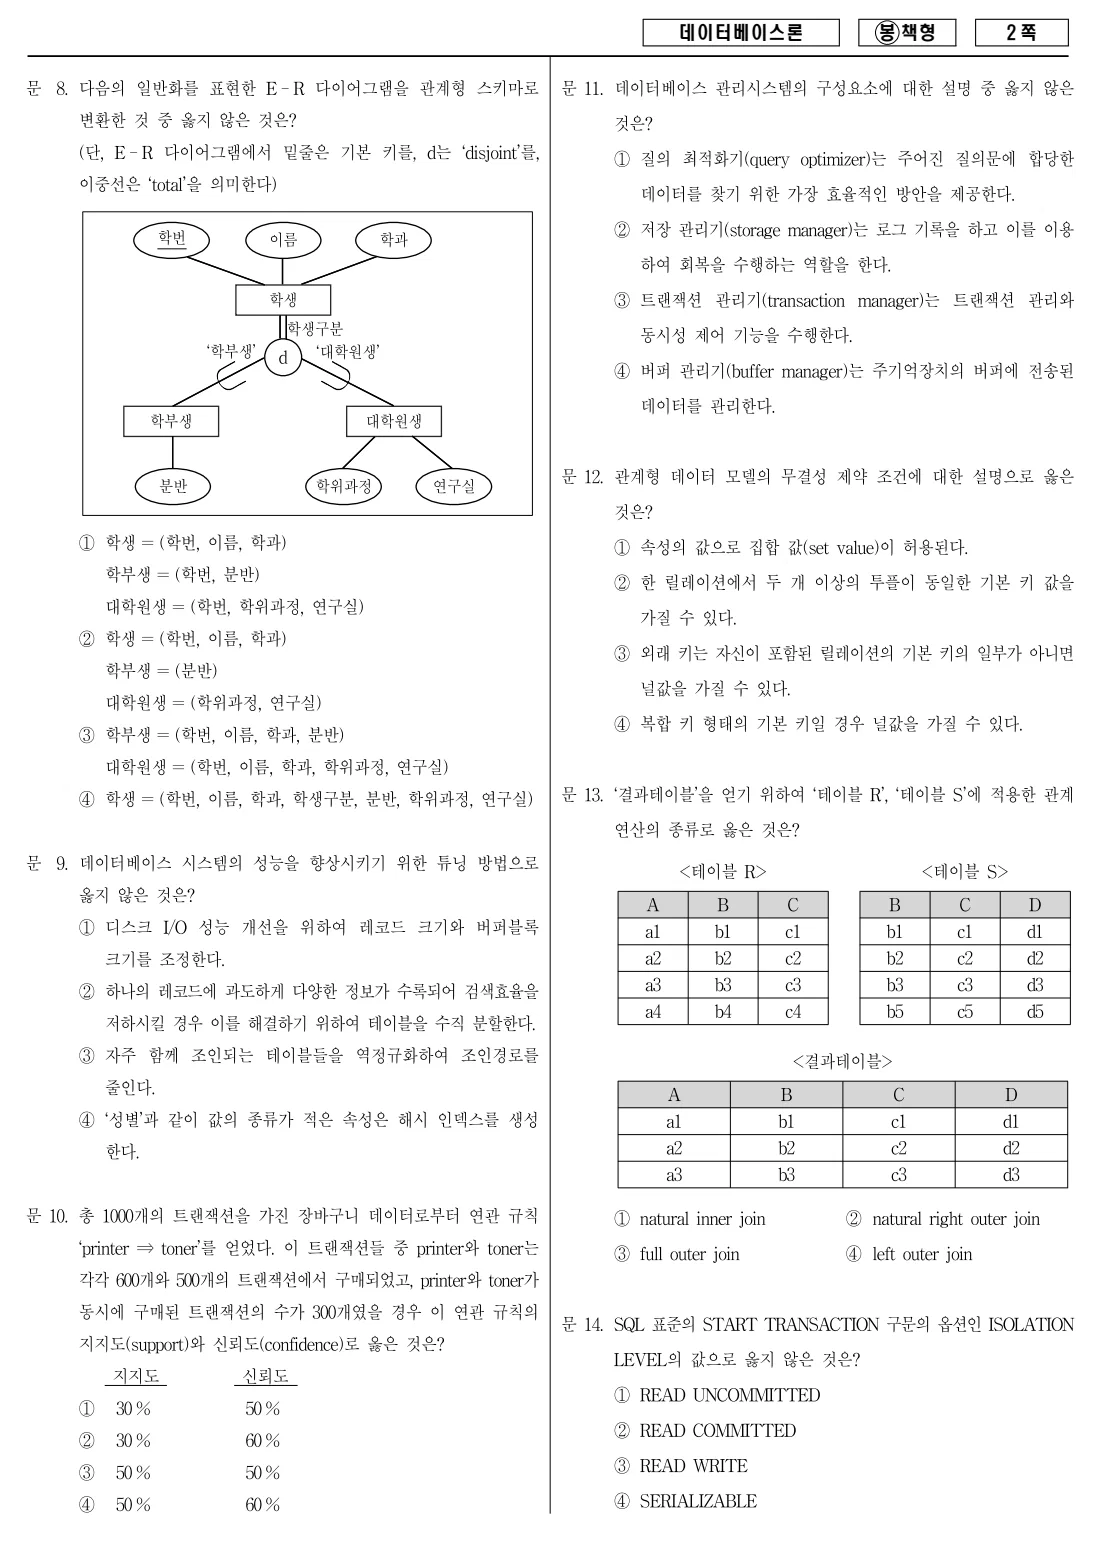 데이터베이스론
봉책형
2쪽
문 8. 다음의 일반화를 표현한 E-R 다이어그램을 관계형 스키마로
변환한 것 중 옳지 않은 것은?
(단, E-R 다이어그램에서 밑줄은 기본 키를, d는 ‘disjoint’를,
이중선은 ‘total’을 의미한다)
학번
이름
학과
학생
학생구분
‘학부생’
d
‘대학원생’
학부생
대학원생
분반
학위과정
연구실
① 학생 = (학번, 이름, 학과)
학부생 = (학번, 분반)
대학원생 = (학번, 학위과정, 연구실)
② 학생 = (학번, 이름, 학과)
학부생 = (분반)
대학원생 = (학위과정, 연구실)
③ 학부생 = (학번, 이름, 학과, 분반)
대학원생 = (학번, 이름, 학과, 학위과정, 연구실)
④ 학생 = (학번, 이름, 학과, 학생구분, 분반, 학위과정, 연구실)
문 9. 데이터베이스 시스템의 성능을 향상시키기 위한 튜닝 방법으로
옳지 않은 것은?
① 디스크 I/O 성능 개선을 위하여 레코드 크기와 버퍼블록
크기를 조정한다.
② 하나의 레코드에 과도하게 다양한 정보가 수록되어 검색효율을
저하시킬 경우 이를 해결하기 위하여 테이블을 수직 분할한다.
③ 자주 함께 조인되는 테이블들을 역정규화하여 조인경로를
줄인다.
④ ‘성별’과 같이 값의 종류가 적은 속성은 해시 인덱스를 생성
한다.
문 10. 총 1000개의 트랜잭션을 가진 장바구니 데이터로부터 연관 규칙
‘printer ⇒ toner’를 얻었다. 이 트랜잭션들 중 printer와 toner는
각각 600개와 500개의 트랜잭션에서 구매되었고, printer와 toner가
동시에 구매된 트랜잭션의 수가 300개였을 경우 이 연관 규칙의
지지도(support)와 신뢰도(confidence)로 옳은 것은?
지지도 신뢰도
① 30% 50%
② 30% 60%
③ 50% 50%
④ 50% 60%
문 11. 데이터베이스 관리시스템의 구성요소에 대한 설명 중 옳지 않은
것은?
① 질의 최적화기(query optimizer)는 주어진 질의문에 합당한
데이터를 찾기 위한 가장 효율적인 방안을 제공한다.
② 저장 관리기(storage manager)는 로그 기록을 하고 이를 이용
하여 회복을 수행하는 역할을 한다.
③ 트랜잭션 관리기(transaction manager)는 트랜잭션 관리와
동시성 제어 기능을 수행한다.
④ 버퍼 관리기(buffer manager)는 주기억장치의 버퍼에 전송된
데이터를 관리한다.
문 12. 관계형 데이터 모델의 무결성 제약 조건에 대한 설명으로 옳은
것은?
① 속성의 값으로 집합 값(set value)이 허용된다.
② 한 릴레이션에서 두 개 이상의 투플이 동일한 기본 키 값을
가질 수 있다.
③ 외래 키는 자신이 포함된 릴레이션의 기본 키의 일부가 아니면
널값을 가질 수 있다.
④ 복합 키 형태의 기본 키일 경우 널값을 가질 수 있다.
문 13. ‘결과테이블’을 얻기 위하여 ‘테이블 R’, ‘테이블 S’에 적용한 관계
연산의 종류로 옳은 것은?
<테이블 R> <테이블 S>
A B C B C D
a1 b1 c1 b1 c1 d1
a2 b2 c2 b2 c2 d2
a3 b3 c3 b3 c3 d3
a4 b4 c4 b5 c5 d5
<결과테이블>
A B C D
a1 b1 c1 d1
a2 b2 c2 d2
a3 b3 c3 d3
① natural inner join ② natural right outer join
③ full outer join ④ left outer join
문 14. SQL 표준의 START TRANSACTION 구문의 옵션인 ISOLATION
LEVEL의 값으로 옳지 않은 것은?
① READ UNCOMMITTED
② READ COMMITTED
③ READ WRITE
④ SERIALIZABLE